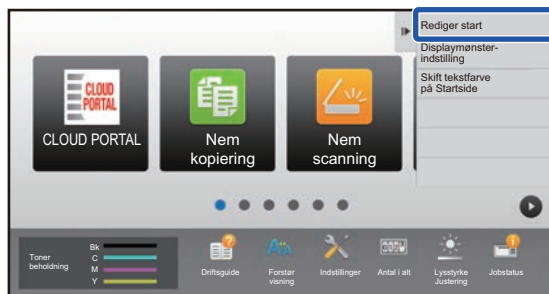 Rediger start
Displaymønster-
indstilling
Skift tekstfarve
på Startside
CLOUD
PORTAL
CLOUD PORTAL
Nem
kopiering
Nem
scanning
Toner
beholdning
Bk
C
M
Y
Driftsguide
Forstør
visning
Indstillinger
Antal i alt
Lysstyrke
Justering
Jobstatus